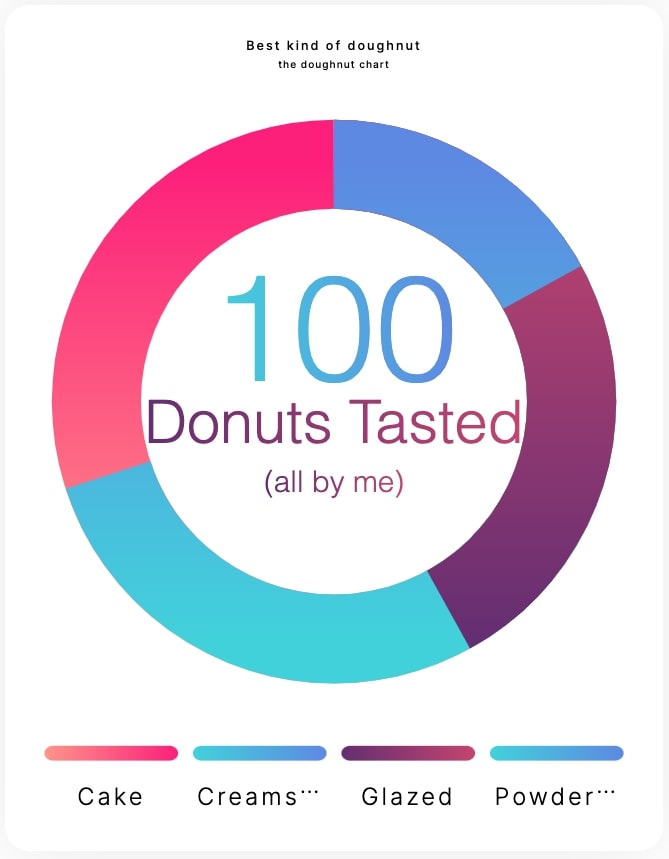 Best kind of doughnut
the doughnut chart
100
Donuts Tasted
(all by me)
Cake
Creams…
Glazed
Powder…